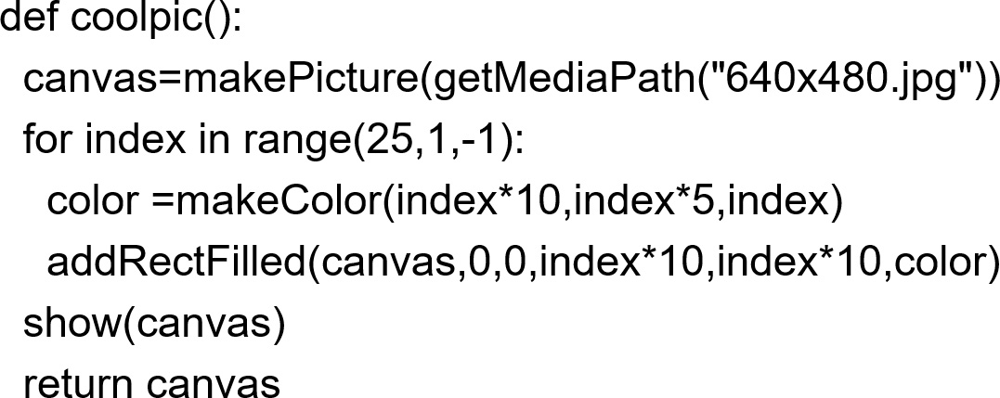 def coolpic():
  canvas=makePicture(getMediaPath("640x480.jpg"))
  for index in range(25,1,-1):
    color =makeColor(index*10,index*5,index)
    addRectFilled(canvas,0,0,index*10,index*10,color)
  show(canvas)
  return canvas